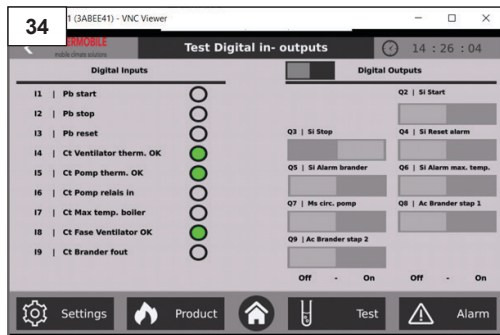 34
1 (3ABEE41) - VNC Viewer
ERMOBILE
mobile climate solutions
Test Digital in- outputs
14 : 26 : 04
Digital Inputs
Digital Outputs
I1 | Pb start
I2 | Pb stop
I3 | Pb reset
I4 | Ct Ventilator therm. OK
I5 | Ct Pomp therm. OK
I6 | Ct Pomp relais in
I7 | Ct Max temp. boiler
I8 | Ct Fase Ventilator OK
I9 | Ct Brander fout
Q2 | Si Start
Q3 | Si Stop
Q4 | Si Reset alarm
Q5 | Si Alarm brander
Q6 | Si Alarm max. temp.
Q7 | Ms circ. pomp
Q8 | Ac Brander stap 1
Q9 | Ac Brander stap 2
Off - On
Off - On
Settings
Product
Test
Alarm